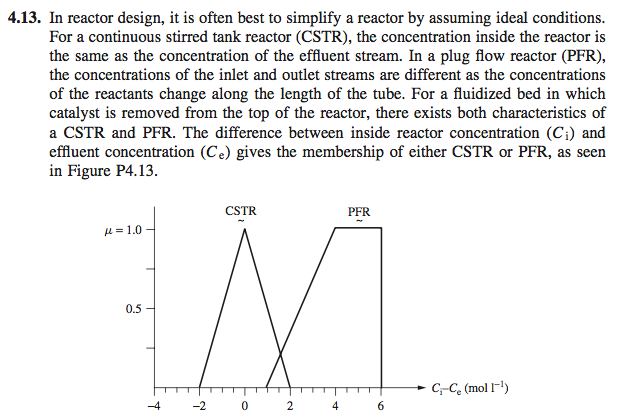 4.13. In reactor design, it is often best to simplify a reactor by assuming ideal conditions.
For a continuous stirred tank reactor (CSTR), the concentration inside the reactor is
the same as the concentration of the effluent stream. In a plug flow reactor (PFR),
the concentrations of the inlet and outlet streams are different as the concentrations
of the reactants change along the length of the tube. For a fluidized bed in which
catalyst is removed from the top of the reactor, there exists both characteristics of
a CSTR and PFR. The difference between inside reactor concentration (Cᵢ) and
effluent concentration (Cₑ) gives the membership of either CSTR or PFR, as seen
in Figure P4.13.
CSTR PFR
~ ~
μ = 1.0
0.5
Cᵢ–Cₑ (mol l⁻¹)
–4 –2 0 2 4 6